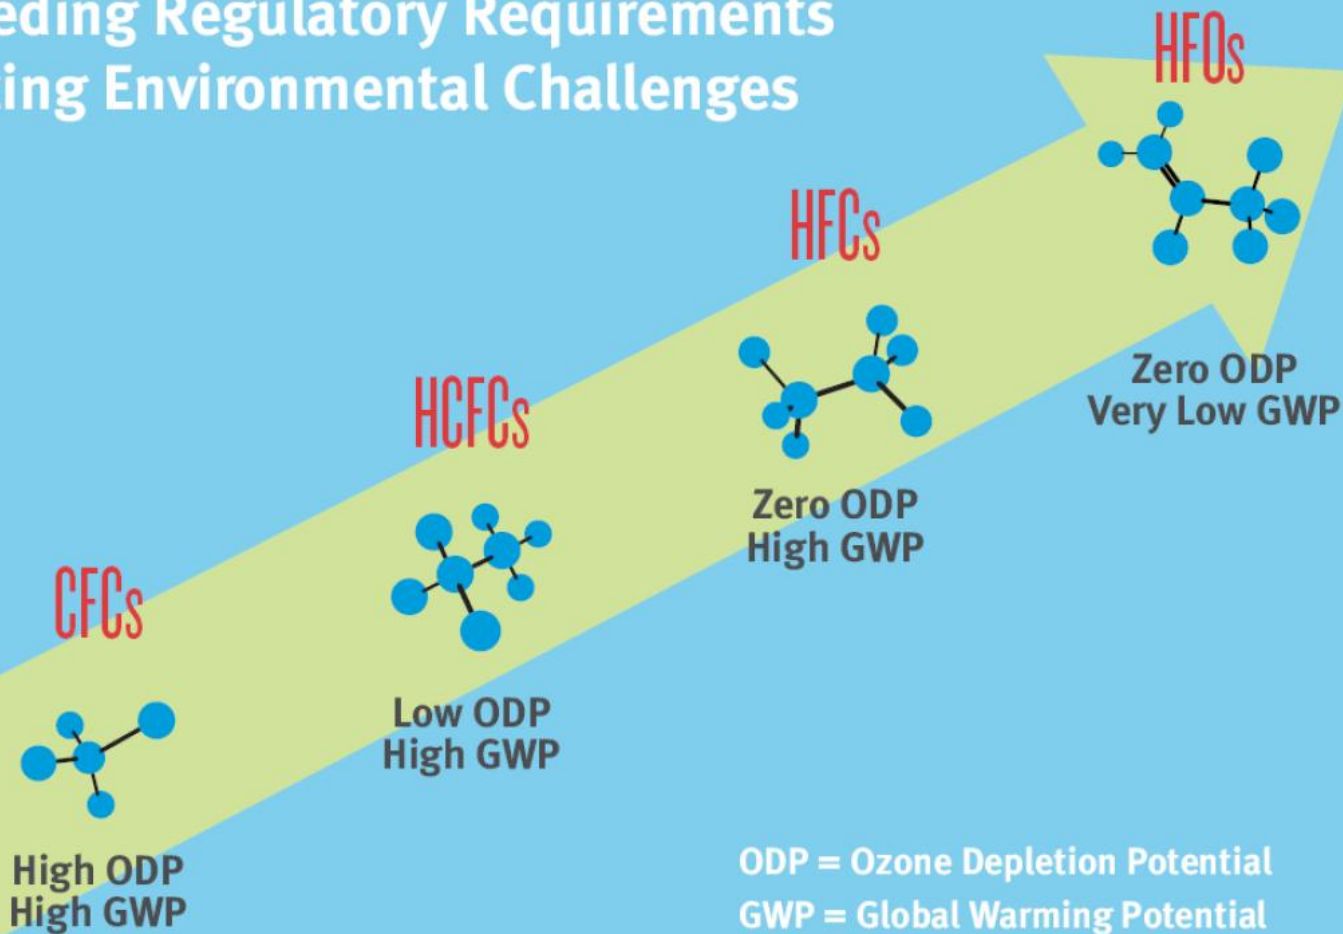 eding Regulatory Requirements
ing Environmental Challenges
HFOs
Zero ODP
Very Low GWP
HFCs
Zero ODP
High GWP
HCFCs
Low ODP
High GWP
CFCs
High ODP
High GWP
ODP = Ozone Depletion Potential
GWP = Global Warming Potential